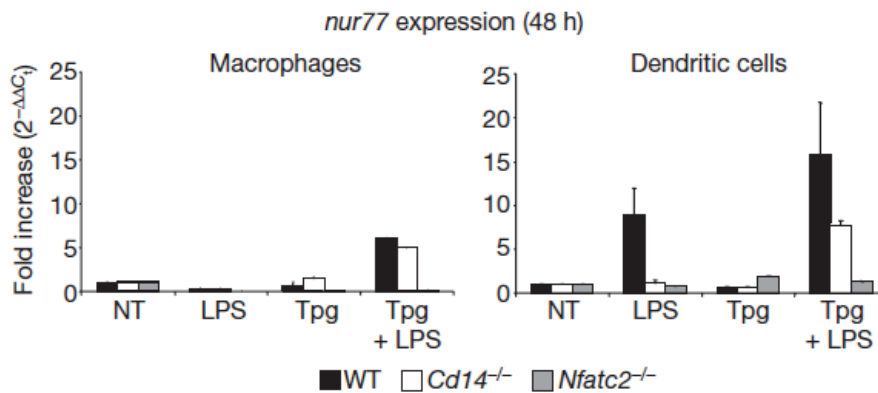 nur77 expression (48 h)
Macrophages
Dendritic cells
Fold increase (2^−ΔΔCt)
25
20
15
10
5
0
NT
LPS
Tpg
Tpg
+ LPS
25
20
15
10
5
0
NT
LPS
Tpg
Tpg
+ LPS
WT
Cd14−/−
Nfatc2−/−